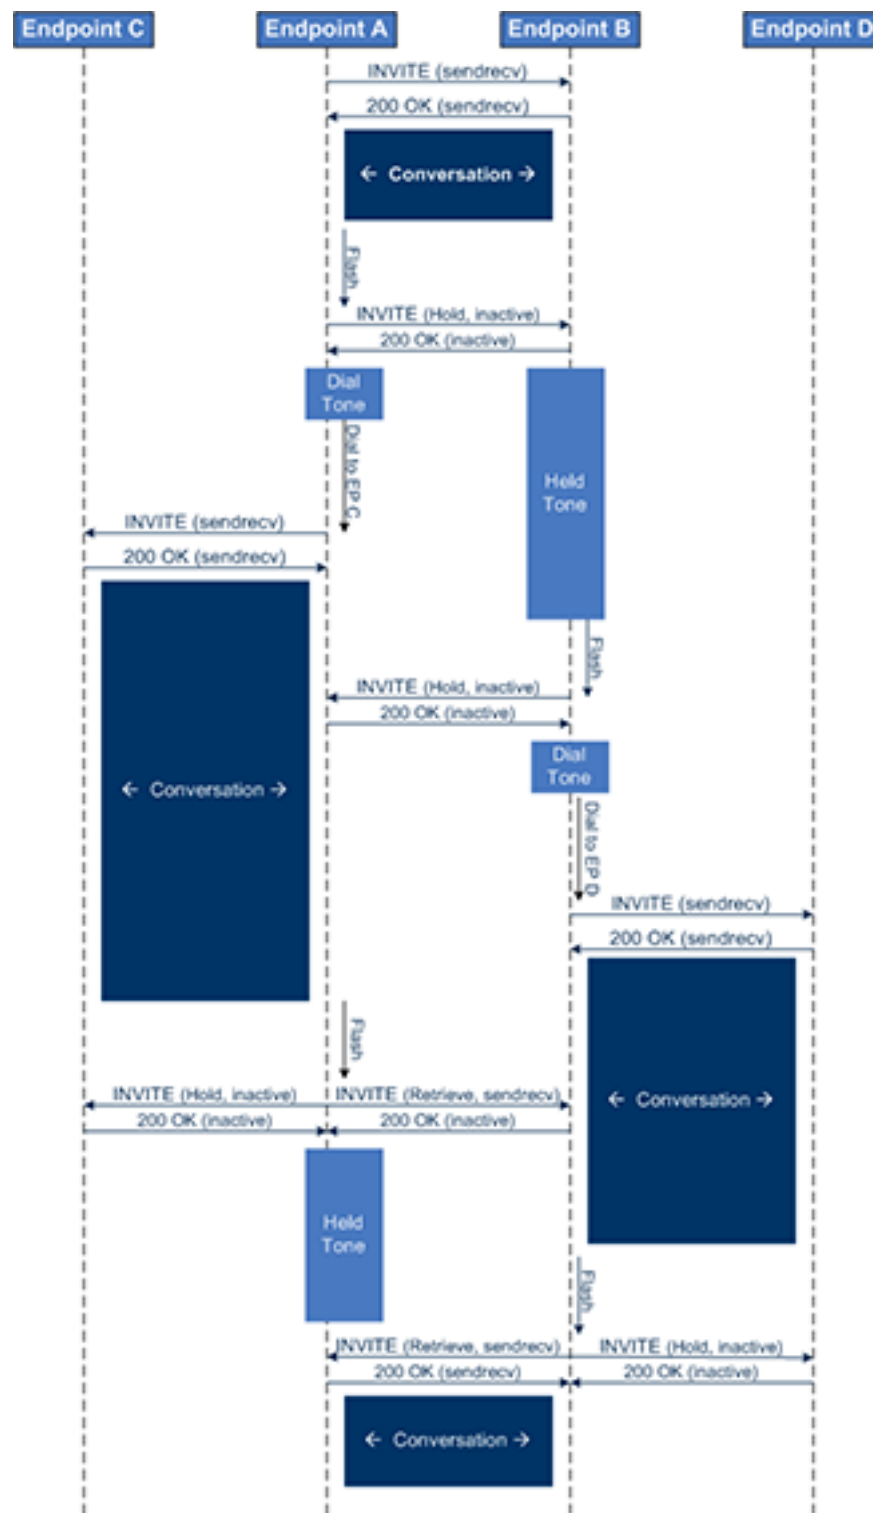 Endpoint C
Endpoint A
Endpoint B
Endpoint D
INVITE (sendrecv)
200 OK (sendrecv)
← Conversation →
Flash
INVITE (Hold, inactive)
200 OK (inactive)
Dial
Tone
Held
Tone
Dial to EP C
INVITE (sendrecv)
200 OK (sendrecv)
← Conversation →
Flash
INVITE (Hold, inactive)
200 OK (inactive)
Dial
Tone
Dial to EP D
INVITE (sendrecv)
200 OK (sendrecv)
← Conversation →
Flash
INVITE (Hold, inactive)
INVITE (Retrieve, sendrecv)
200 OK (inactive)
200 OK (inactive)
Held
Tone
Flash
INVITE (Retrieve, sendrecv)
INVITE (Hold, inactive)
200 OK (sendrecv)
200 OK (inactive)
← Conversation →